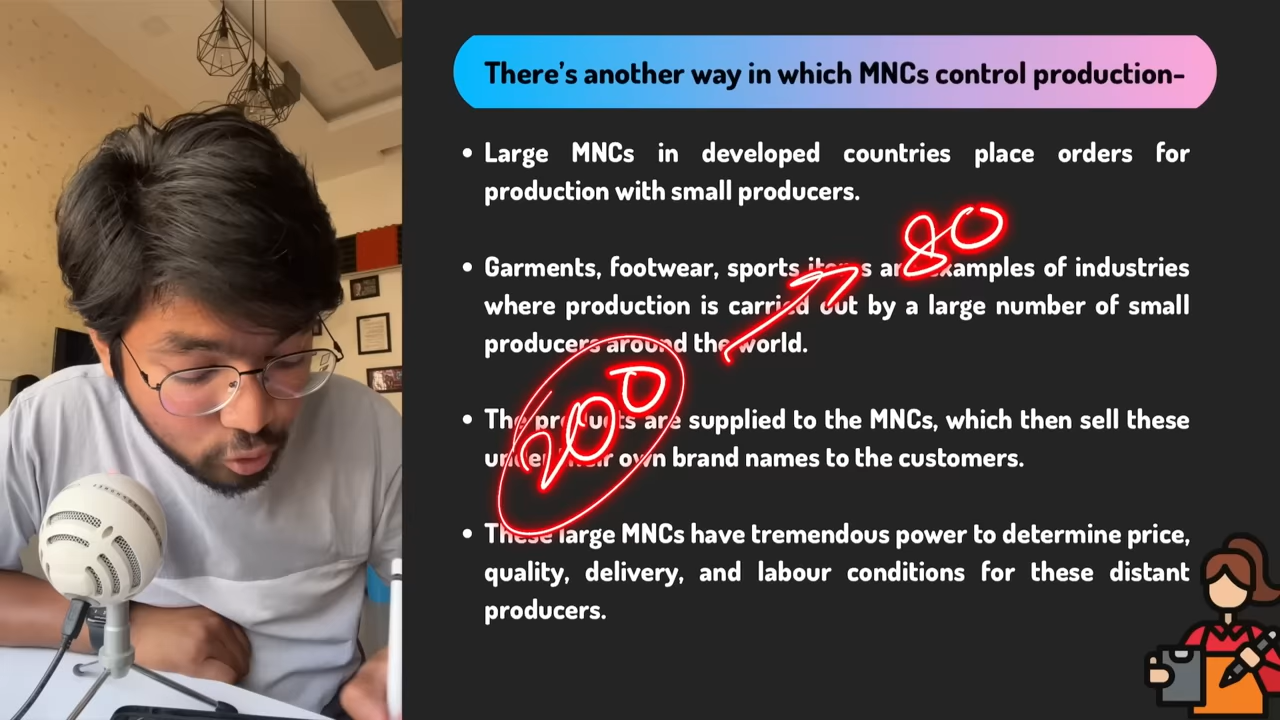 There's another way in which MNCs control production-
• Large MNCs in developed countries place orders for
production with small producers.
• Garments, footwear, sports items are examples of industries
where production is carried out by a large number of small
producers around the world.
• The products are supplied to the MNCs, which then sell these
under their own brand names to the customers.
• These large MNCs have tremendous power to determine price,
quality, delivery, and labour conditions for these distant
producers.
80
200